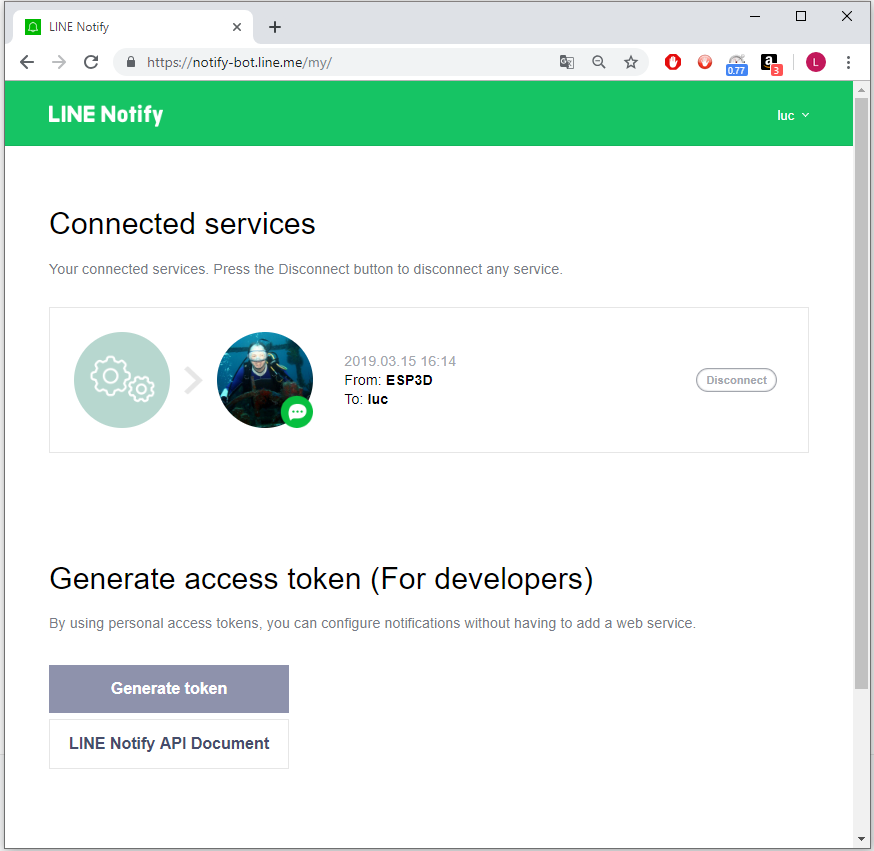 LINE Notify
https://notify-bot.line.me/my/
0.77
a
3
L
LINE Notify
luc
Connected services
Your connected services. Press the Disconnect button to disconnect any service.
2019.03.15 16:14
From: ESP3D
To: luc
Disconnect
Generate access token (For developers)
By using personal access tokens, you can configure notifications without having to add a web service.
Generate token
LINE Notify API Document